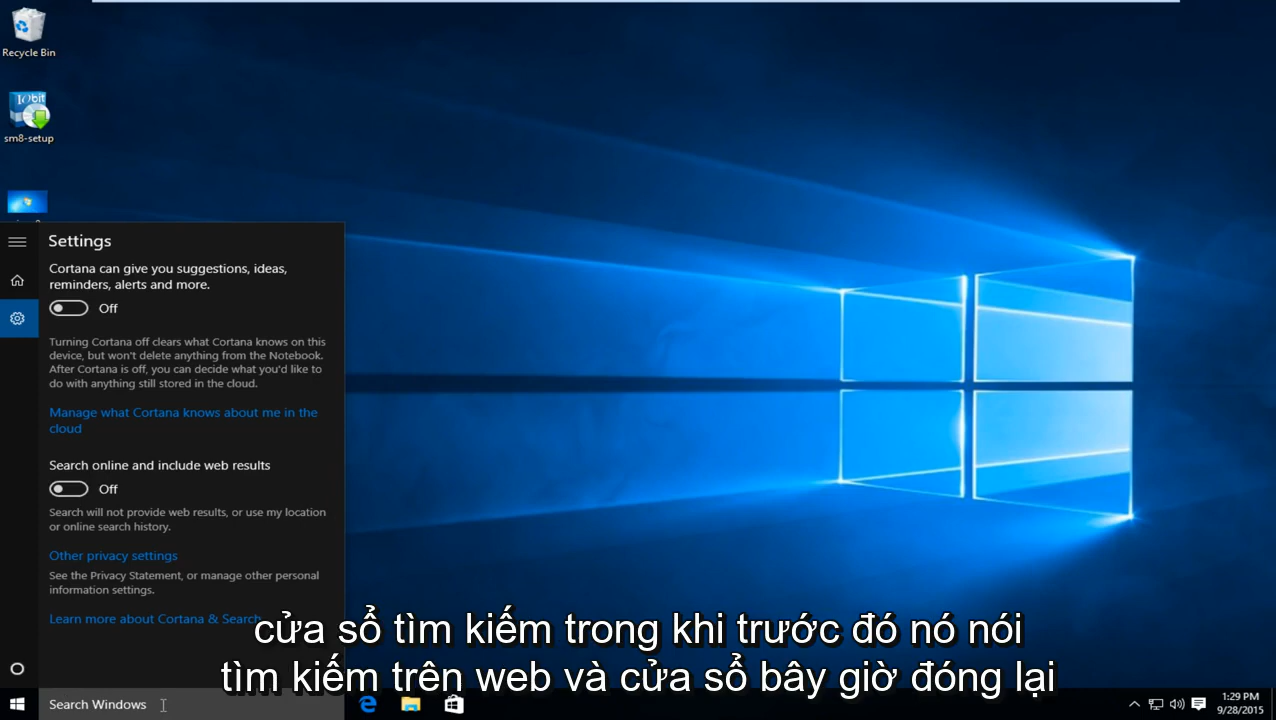 Recycle Bin
IObit
sm8-setup
Settings
Cortana can give you suggestions, ideas,
reminders, alerts and more.
Off
Turning Cortana off clears what Cortana knows on this
device, but won't delete anything from the Notebook.
After Cortana is off, you can decide what you'd like to
do with anything still stored in the cloud.
Manage what Cortana knows about me in the
cloud
Search online and include web results
Off
Search will not provide web results, or use my location
or online search history.
Other privacy settings
See the Privacy Statement, or manage other personal
information settings.
Learn more about Cortana & Search
cửa sổ tìm kiếm trong khi trước đó nó nói
tìm kiếm trên web và cửa sổ bây giờ đóng lại
Search Windows
1:29 PM
9/28/2015